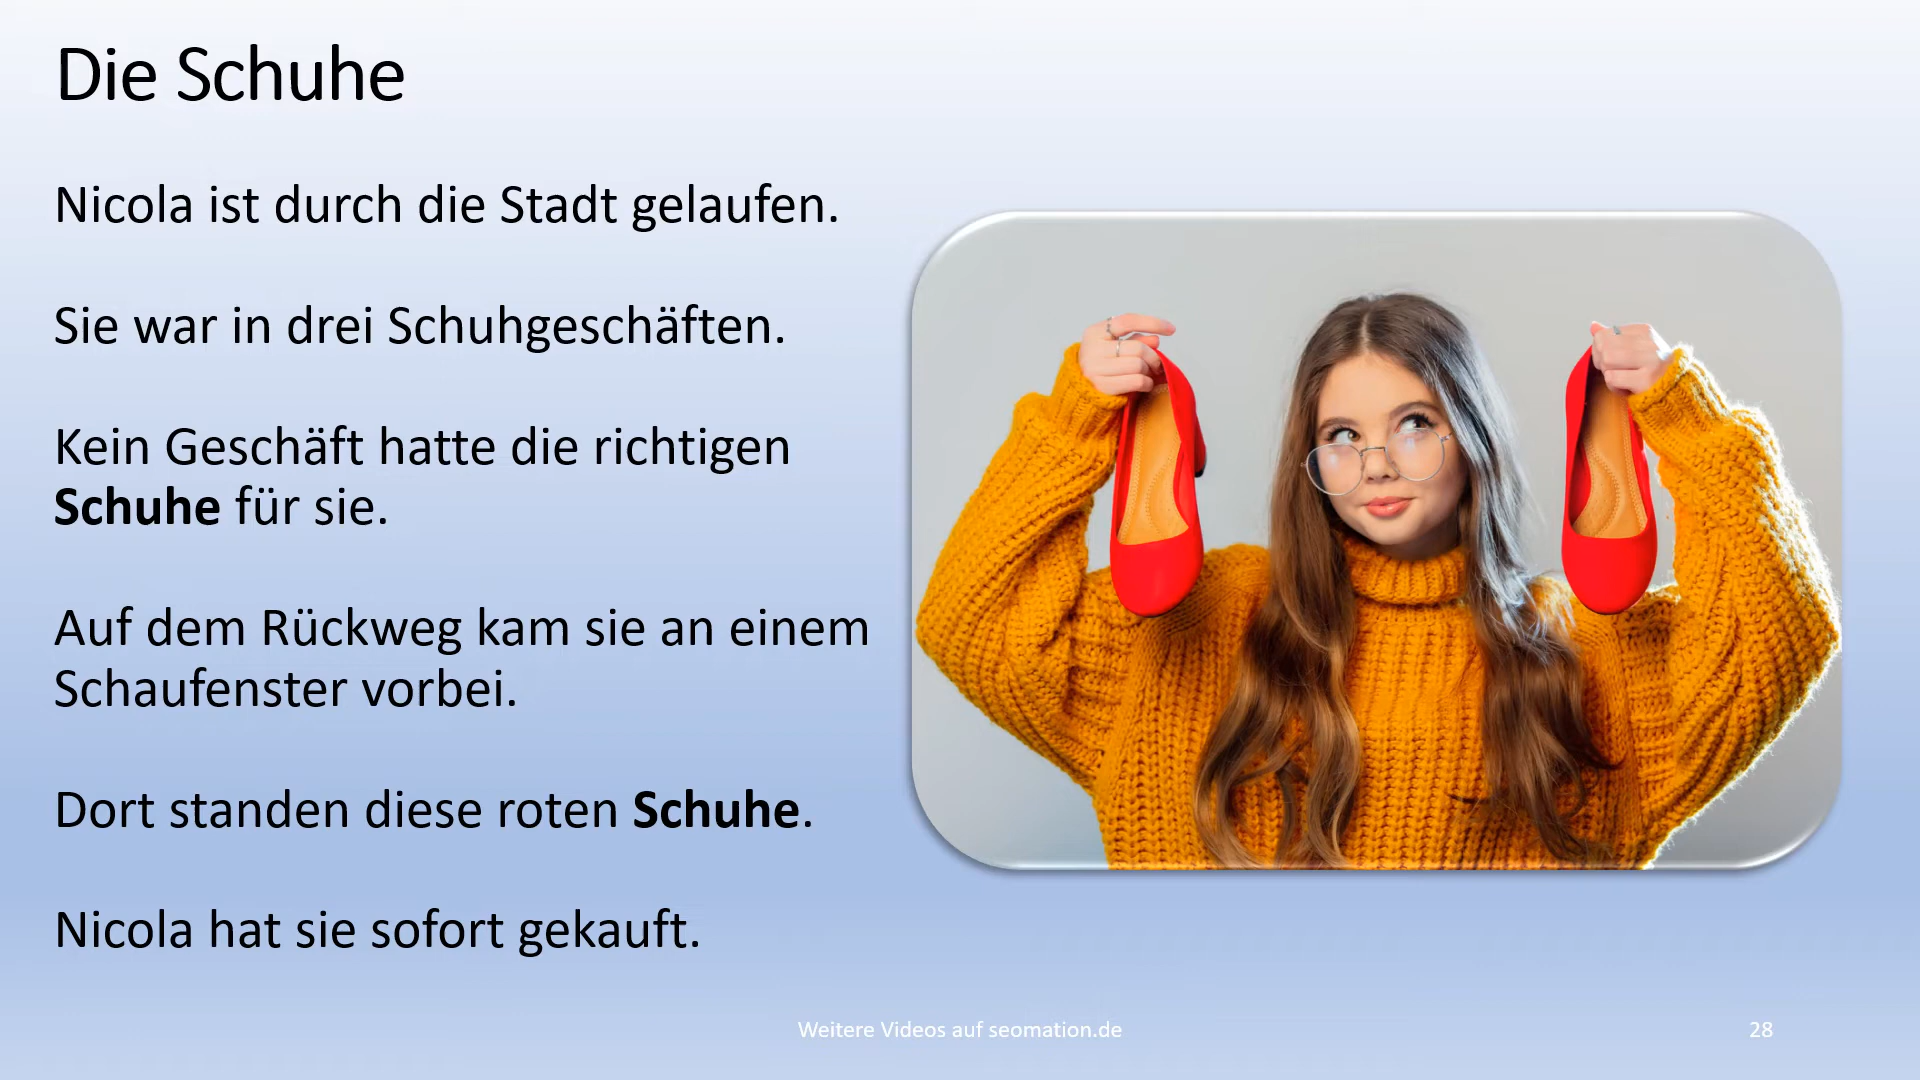 Die Schuhe
Nicola ist durch die Stadt gelaufen.
Sie war in drei Schuhgeschäften.
Kein Geschäft hatte die richtigen
Schuhe für sie.
Auf dem Rückweg kam sie an einem
Schaufenster vorbei.
Dort standen diese roten Schuhe.
Nicola hat sie sofort gekauft.
Weitere Videos auf seomation.de
28